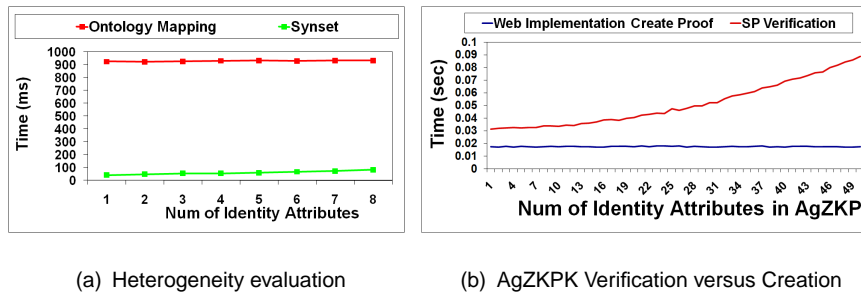 Ontology Mapping Synset
1000
900
800
700
600
500
400
300
200
100
0
Time (ms)
1 2 3 4 5 6 7 8
Num of Identity Attributes
(a) Heterogeneity evaluation
Web Implementation Create Proof SP Verification
0.1
0.09
0.08
0.07
0.06
0.05
0.04
0.03
0.02
0.01
0
Time (sec)
1 4 7 10 13 16 19 22 25 28 31 34 37 40 43 46 49
Num of Identity Attributes in AgZKP
(b) AgZKPK Verification versus Creation